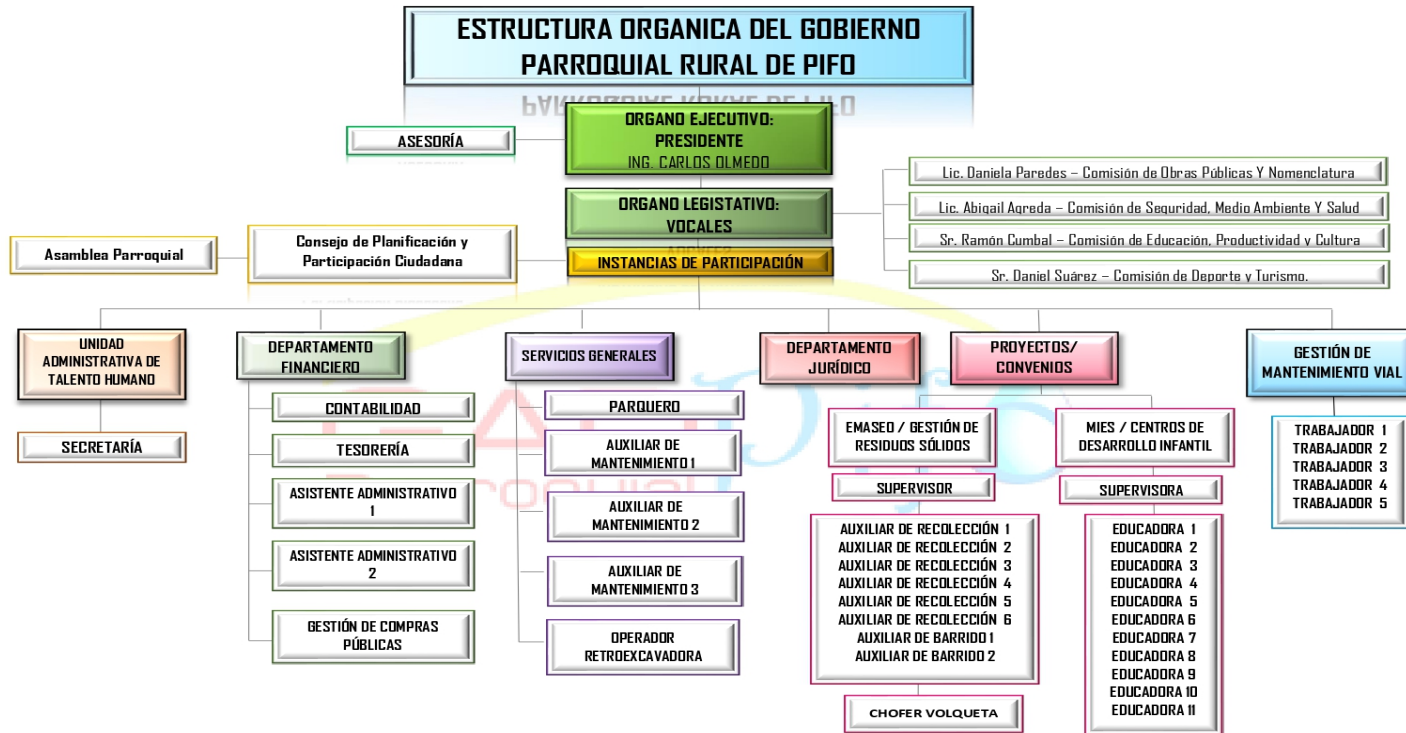 ESTRUCTURA ORGANICA DEL GOBIERNO
PARROQUIAL RURAL DE PIFO
ORGANO EJECUTIVO:
PRESIDENTE
ING. CARLOS OLMEDO
ASESORÍA
ORGANO LEGISTATIVO:
VOCALES
Lic. Daniela Paredes – Comisión de Obras Públicas Y Nomenclatura
Lic. Abigail Agreda – Comisión de Seguridad, Medio Ambiente Y Salud
Sr. Ramón Cumbal – Comisión de Educación, Productividad y Cultura
Sr. Daniel Suárez – Comisión de Deporte y Turismo.
Asamblea Parroquial
Consejo de Planificación y
Participación Ciudadana
INSTANCIAS DE PARTICIPACIÓN
UNIDAD
ADMINISTRATIVA DE
TALENTO HUMANO
SECRETARÍA
DEPARTAMENTO
FINANCIERO
CONTABILIDAD
TESORERÍA
ASISTENTE ADMINISTRATIVO
1
ASISTENTE ADMINISTRATIVO
2
GESTIÓN DE COMPRAS
PÚBLICAS
SERVICIOS GENERALES
PARQUERO
AUXILIAR DE
MANTENIMIENTO 1
AUXILIAR DE
MANTENIMIENTO 2
AUXILIAR DE
MANTENIMIENTO 3
OPERADOR
RETROEXCAVADORA
DEPARTAMENTO
JURÍDICO
PROYECTOS/
CONVENIOS
EMASEO / GESTIÓN DE
RESIDUOS SÓLIDOS
SUPERVISOR
AUXILIAR DE RECOLECCIÓN 1
AUXILIAR DE RECOLECCIÓN 2
AUXILIAR DE RECOLECCIÓN 3
AUXILIAR DE RECOLECCIÓN 4
AUXILIAR DE RECOLECCIÓN 5
AUXILIAR DE RECOLECCIÓN 6
AUXILIAR DE BARRIDO 1
AUXILIAR DE BARRIDO 2
CHOFER VOLQUETA
MIES / CENTROS DE
DESARROLLO INFANTIL
SUPERVISORA
EDUCADORA 1
EDUCADORA 2
EDUCADORA 3
EDUCADORA 4
EDUCADORA 5
EDUCADORA 6
EDUCADORA 7
EDUCADORA 8
EDUCADORA 9
EDUCADORA 10
EDUCADORA 11
GESTIÓN DE
MANTENIMIENTO VIAL
TRABAJADOR 1
TRABAJADOR 2
TRABAJADOR 3
TRABAJADOR 4
TRABAJADOR 5